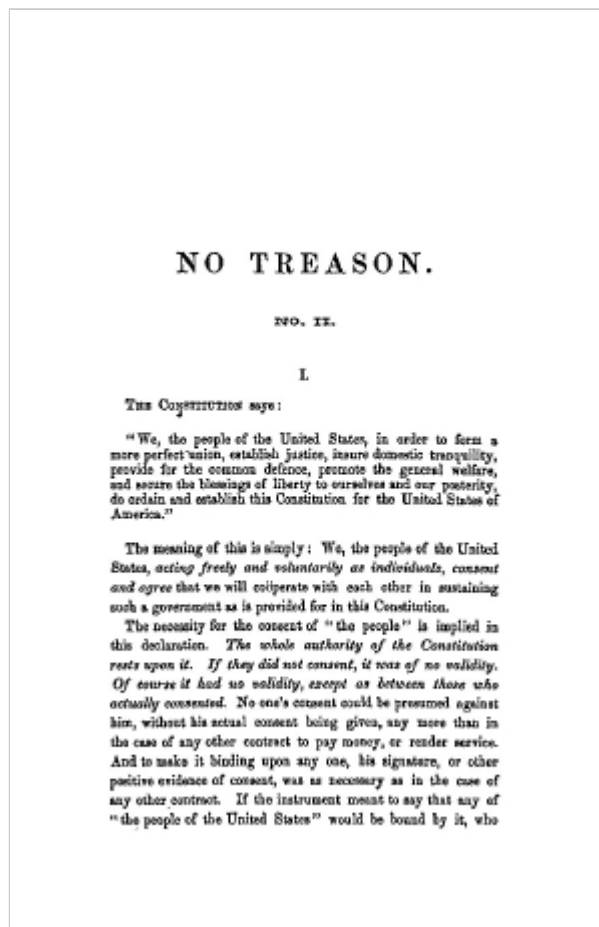 NO TREASON.
NO. II.
I.
THE CONSTITUTION says:
"We, the people of the United States, in order to form a
more perfect union, establish justice, insure domestic tranquility,
provide for the common defence, promote the general welfare,
and secure the blessings of liberty to ourselves and our posterity,
do ordain and establish this Constitution for the United States of
America."
The meaning of this is simply: We, the people of the United
States, acting freely and voluntarily as individuals, consent
and agree that we will coöperate with each other in sustaining
such a government as is provided for in this Constitution.
The necessity for the consent of "the people" is implied in
this declaration. The whole authority of the Constitution
rests upon it. If they did not consent, it was of no validity.
Of course it had no validity, except as between those who
actually consented. No one's consent could be presumed against
him, without his actual consent being given, any more than in
the case of any other contract to pay money, or render service.
And to make it binding upon any one, his signature, or other
positive evidence of consent, was as necessary as in the case of
any other contract. If the instrument meant to say that any of
"the people of the United States" would be bound by it, who